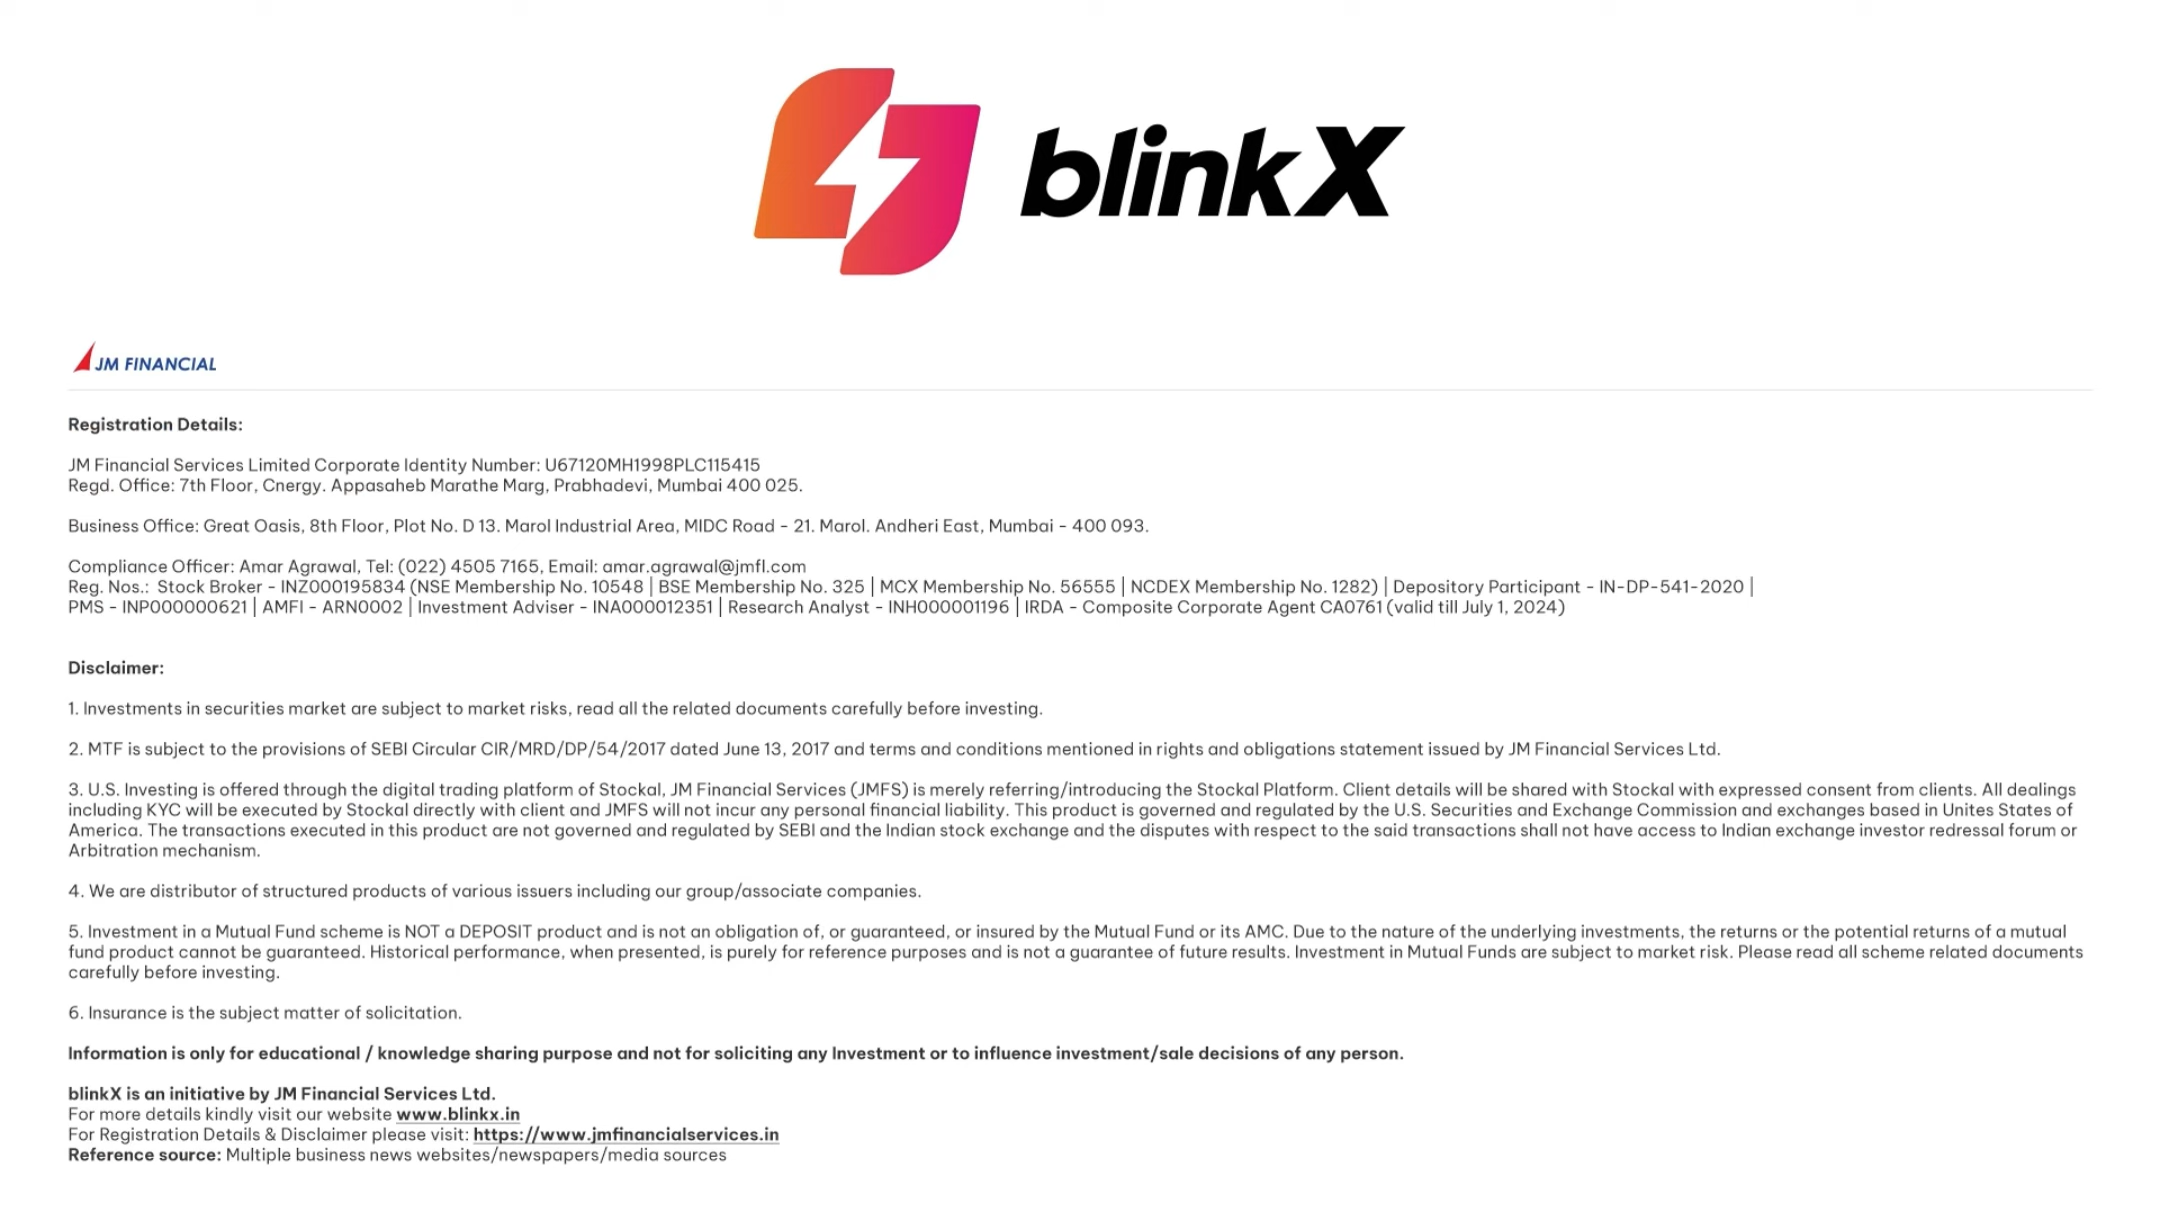 blinkX
JM FINANCIAL
Registration Details:
JM Financial Services Limited Corporate Identity Number: U67120MH1998PLC115415
Regd. Office: 7th Floor, Cnergy. Appasaheb Marathe Marg, Prabhadevi, Mumbai 400 025.
Business Office: Great Oasis, 8th Floor, Plot No. D 13. Marol Industrial Area, MIDC Road - 21. Marol. Andheri East, Mumbai - 400 093.
Compliance Officer: Amar Agrawal, Tel: (022) 4505 7165, Email: amar.agrawal@jmfl.com
Reg. Nos.: Stock Broker - INZ000195834 (NSE Membership No. 10548 | BSE Membership No. 325 | MCX Membership No. 56555 | NCDEX Membership No. 1282) | Depository Participant - IN-DP-541-2020 |
PMS - INP000000621 | AMFI - ARN0002 | Investment Adviser - INA000012351 | Research Analyst - INH000001196 | IRDA - Composite Corporate Agent CA0761 (valid till July 1, 2024)
Disclaimer:
1. Investments in securities market are subject to market risks, read all the related documents carefully before investing.
2. MTF is subject to the provisions of SEBI Circular CIR/MRD/DP/54/2017 dated June 13, 2017 and terms and conditions mentioned in rights and obligations statement issued by JM Financial Services Ltd.
3. U.S. Investing is offered through the digital trading platform of Stockal, JM Financial Services (JMFS) is merely referring/introducing the Stockal Platform. Client details will be shared with Stockal with expressed consent from clients. All dealings
including KYC will be executed by Stockal directly with client and JMFS will not incur any personal financial liability. This product is governed and regulated by the U.S. Securities and Exchange Commission and exchanges based in Unites States of
America. The transactions executed in this product are not governed and regulated by SEBI and the Indian stock exchange and the disputes with respect to the said transactions shall not have access to Indian exchange investor redressal forum or
Arbitration mechanism.
4. We are distributor of structured products of various issuers including our group/associate companies.
5. Investment in a Mutual Fund scheme is NOT a DEPOSIT product and is not an obligation of, or guaranteed, or insured by the Mutual Fund or its AMC. Due to the nature of the underlying investments, the returns or the potential returns of a mutual
fund product cannot be guaranteed. Historical performance, when presented, is purely for reference purposes and is not a guarantee of future results. Investment in Mutual Funds are subject to market risk. Please read all scheme related documents
carefully before investing.
6. Insurance is the subject matter of solicitation.
Information is only for educational / knowledge sharing purpose and not for soliciting any Investment or to influence investment/sale decisions of any person.
blinkX is an initiative by JM Financial Services Ltd.
For more details kindly visit our website www.blinkx.in
For Registration Details & Disclaimer please visit: https://www.jmfinancialservices.in
Reference source: Multiple business news websites/newspapers/media sources